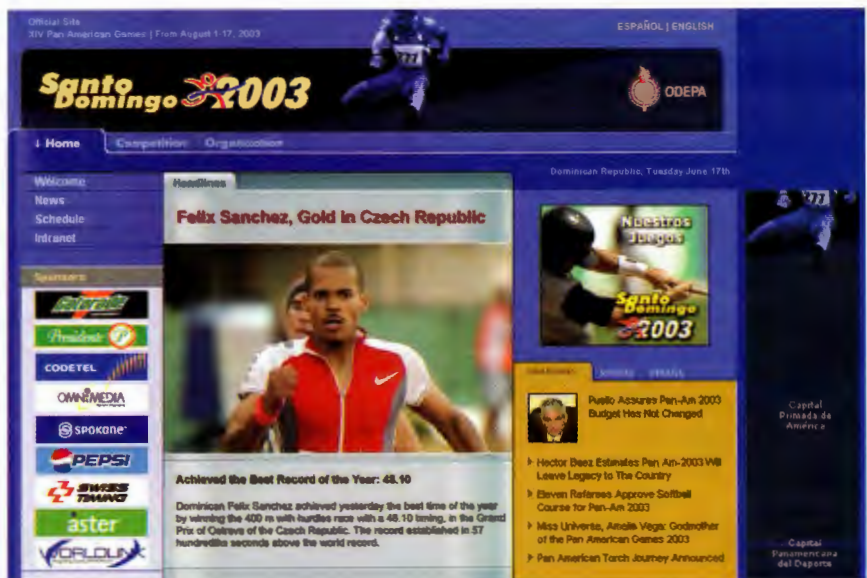 Official Site
XIV Pan American Games | From August 1-17, 2003
ESPAÑOL | ENGLISH
777
Santo
Domingo 2003
ODEPA
Home
Competition
Organization
Dominican Republic, Tuesday June 17th
Welcome
News
Schedule
Intranet
Sponsors
Gatorade
Presidente
P
CODETEL
OMNIMEDIA
SPOKONE
PEPSI
SWISS
TIMING
aster
WORLDLINK
Headlines
Felix Sanchez, Gold in Czech Republic
Achieved the Best Record of the Year: 48.10
Dominican Felix Sanchez achieved yesterday the best time of the year
by winning the 400 m with hurdles race with a 48.10 timing, in the Grand
Prix of Ostrava of the Czech Republic. The record established in 57
hundredths seconds above the world record.
Nuestros
Juegos
Santo
Domingo
2003
Puello Assures Pan-Am 2003
Budget Has Not Changed
Hector Baez Estimates Pan Am-2003 Will
Leave Legacy to The Country
Eleven Referees Approve Softball
Course for Pan-Am 2003
Miss Universe, Amelia Vega: Godmother
of the Pan American Games 2003
Pan American Torch Journey Announced
777
Capital
Primada de
América
Capital
Panamericana
del Deporte